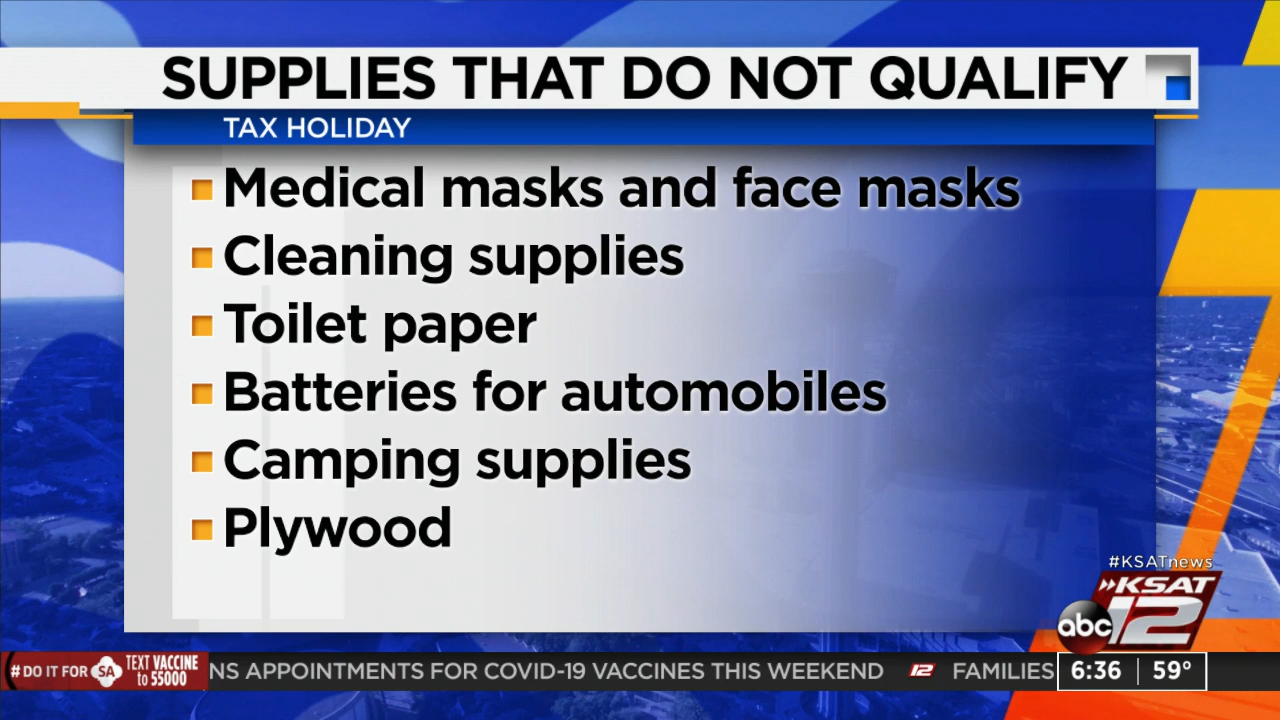 SUPPLIES THAT DO NOT QUALIFY
TAX HOLIDAY
Medical masks and face masks
Cleaning supplies
Toilet paper
Batteries for automobiles
Camping supplies
Plywood
#KSATnews
KSAT
abc 12
#DO IT FOR SA TEXT VACCINE to 55000
NS APPOINTMENTS FOR COVID-19 VACCINES THIS WEEKEND 12 FAMILIES
6:36 59°